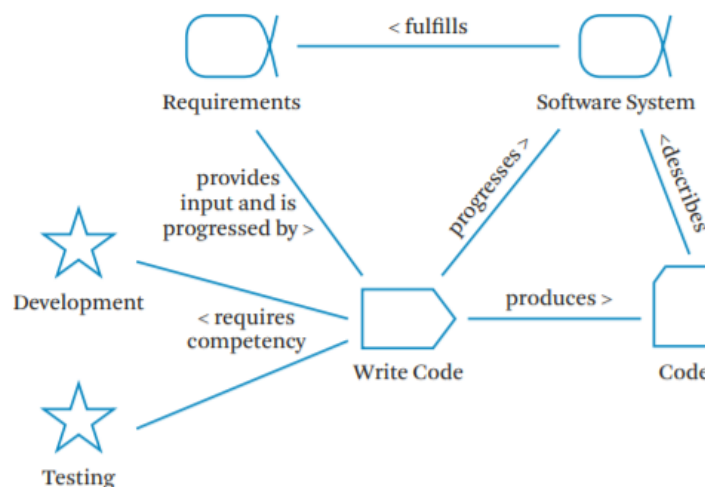 < fulfills
Requirements
Software System
provides
input and is
progressed by >
progresses >
<describes
Development
< requires
competency
produces >
Write Code
Code
Testing